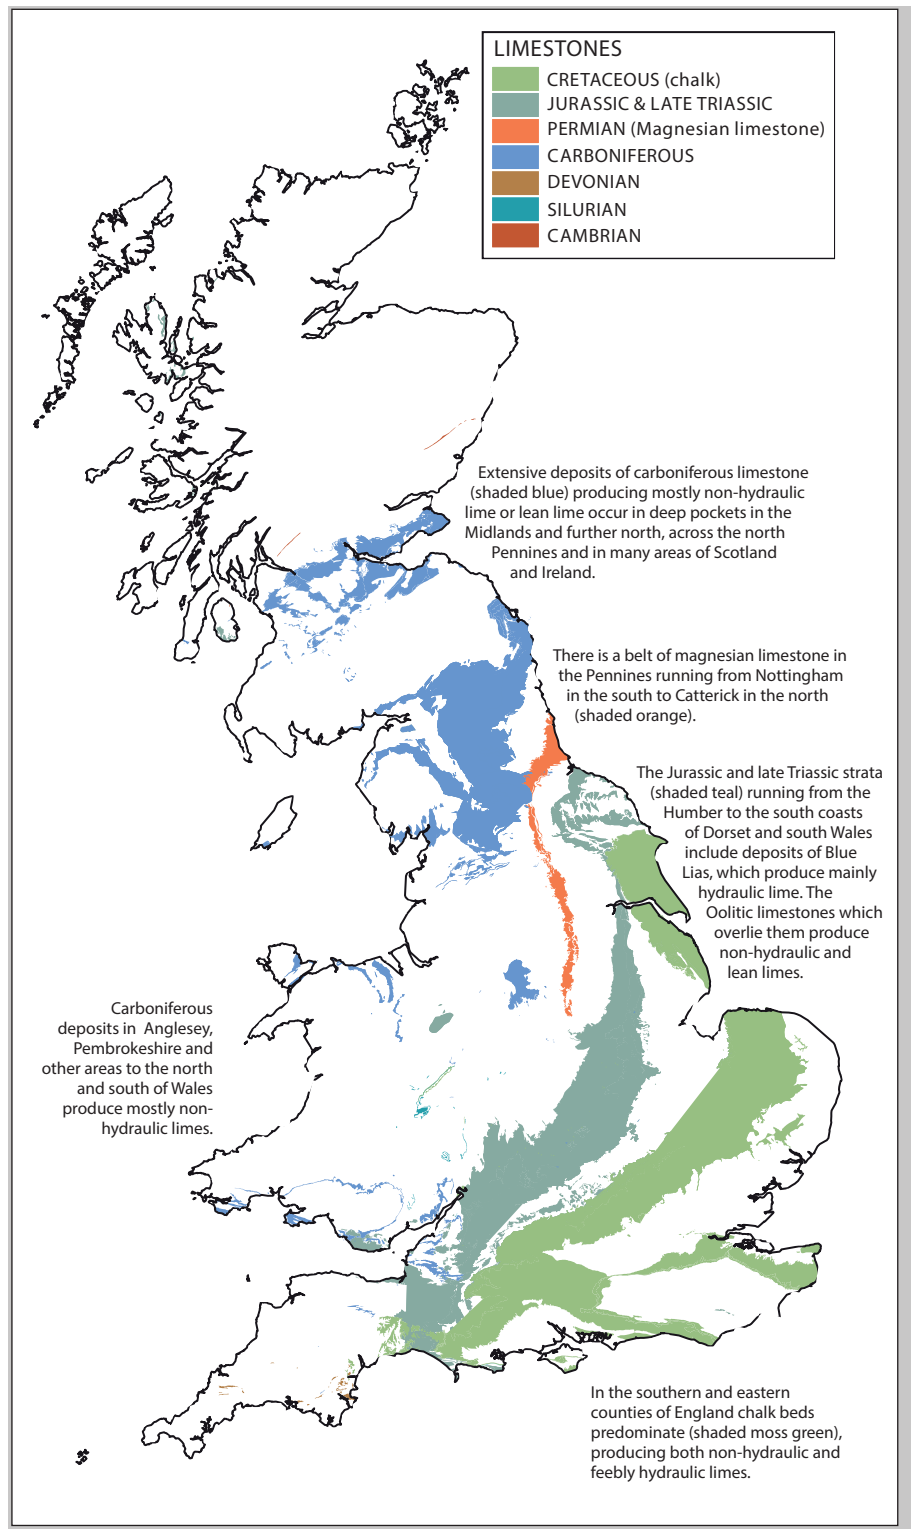 LIMESTONES
CRETACEOUS (chalk)
JURASSIC & LATE TRIASSIC
PERMIAN (Magnesian limestone)
CARBONIFEROUS
DEVONIAN
SILURIAN
CAMBRIAN
Extensive deposits of carboniferous limestone
(shaded blue) producing mostly non-hydraulic
lime or lean lime occur in deep pockets in the
Midlands and further north, across the north
Pennines and in many areas of Scotland
and Ireland.
There is a belt of magnesian limestone in
the Pennines running from Nottingham
in the south to Catterick in the north
(shaded orange).
The Jurassic and late Triassic strata
(shaded teal) running from the
Humber to the south coasts
of Dorset and south Wales
include deposits of Blue
Lias, which produce mainly
hydraulic lime. The
Oolitic limestones which
overlie them produce
non-hydraulic and
lean limes.
Carboniferous
deposits in Anglesey,
Pembrokeshire and
other areas to the north
and south of Wales
produce mostly non-
hydraulic limes.
In the southern and eastern
counties of England chalk beds
predominate (shaded moss green),
producing both non-hydraulic and
feebly hydraulic limes.